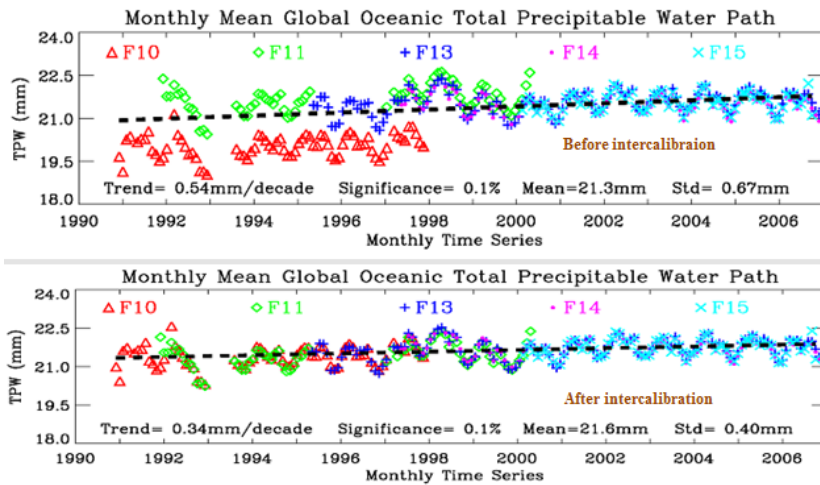 Monthly Mean Global Oceanic Total Precipitable Water Path
24.0
F10 F11 F13 F14 F15
22.5
21.0
TPW (mm)
19.5
Before intercalibraion
18.0
Trend= 0.54mm/decade Significance= 0.1% Mean=21.3mm Std= 0.67mm
1990 1992 1994 1996 1998 2000 2002 2004 2006
Monthly Time Series
Monthly Mean Global Oceanic Total Precipitable Water Path
24.0
F10 F11 F13 F14 F15
22.5
21.0
TPW (mm)
19.5
After intercalibration
18.0
Trend= 0.34mm/decade Significance= 0.1% Mean=21.6mm Std= 0.40mm
1990 1992 1994 1996 1998 2000 2002 2004 2006
Monthly Time Series